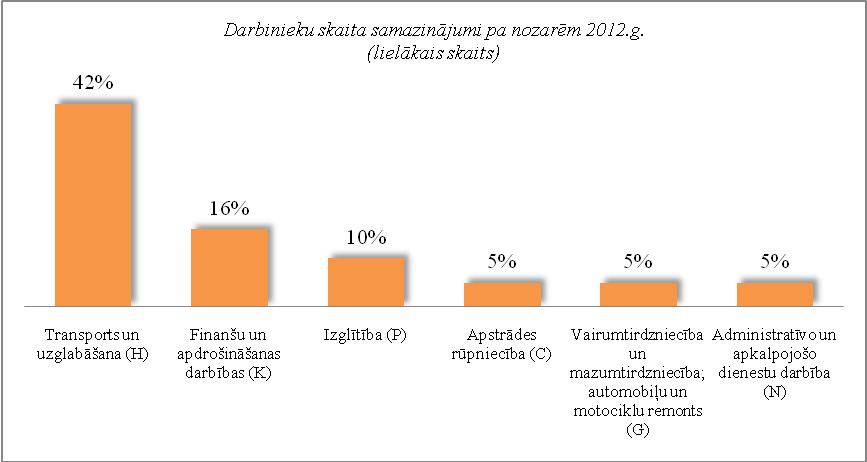 Darbinieku skaita samazinājumi pa nozarēm 2012.g.
(lielākais skaits)
42%
16%
10%
5%
5%
5%
Transports un
uzglabāšana (H)
Finanšu un
apdrošināšanas
darbības (K)
Izglītība (P)
Apstrādes
rūpniecība (C)
Vairumtirdzniecība
un
mazumtirdzniecība;
automobiļu un
motociklu remonts
(G)
Administratīvo un
apkalpojošo
dienestu darbība
(N)